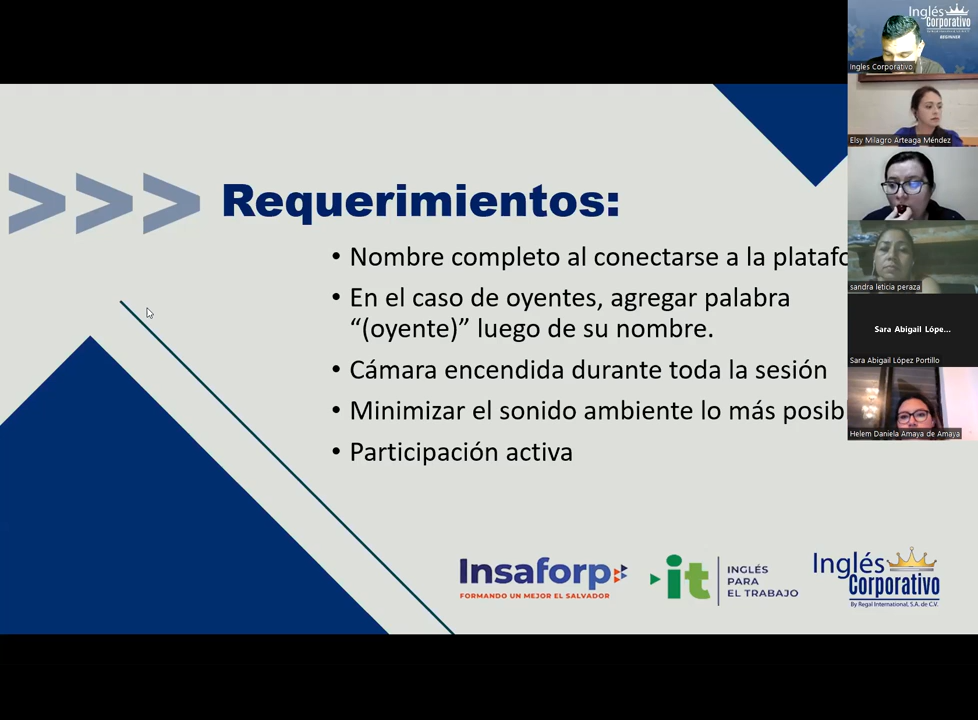 >>> Requerimientos:
• Nombre completo al conectarse a la platafo
• En el caso de oyentes, agregar palabra
“(oyente)” luego de su nombre.
• Cámara encendida durante toda la sesión
• Minimizar el sonido ambiente lo más posib
• Participación activa
Insaforp
FORMANDO UN MEJOR EL SALVADOR
it
INGLÉS
PARA
EL TRABAJO
Inglés
Corporativo
By Regal International, S.A. de C.V.
Inglés
Corporativo
BEGINNER
Ingles Corporativo
Elsy Milagro Arteaga Méndez
sandra leticia peraza
Sara Abigail Lópe...
Sara Abigail López Portillo
Helem Daniela Amaya de Amaya